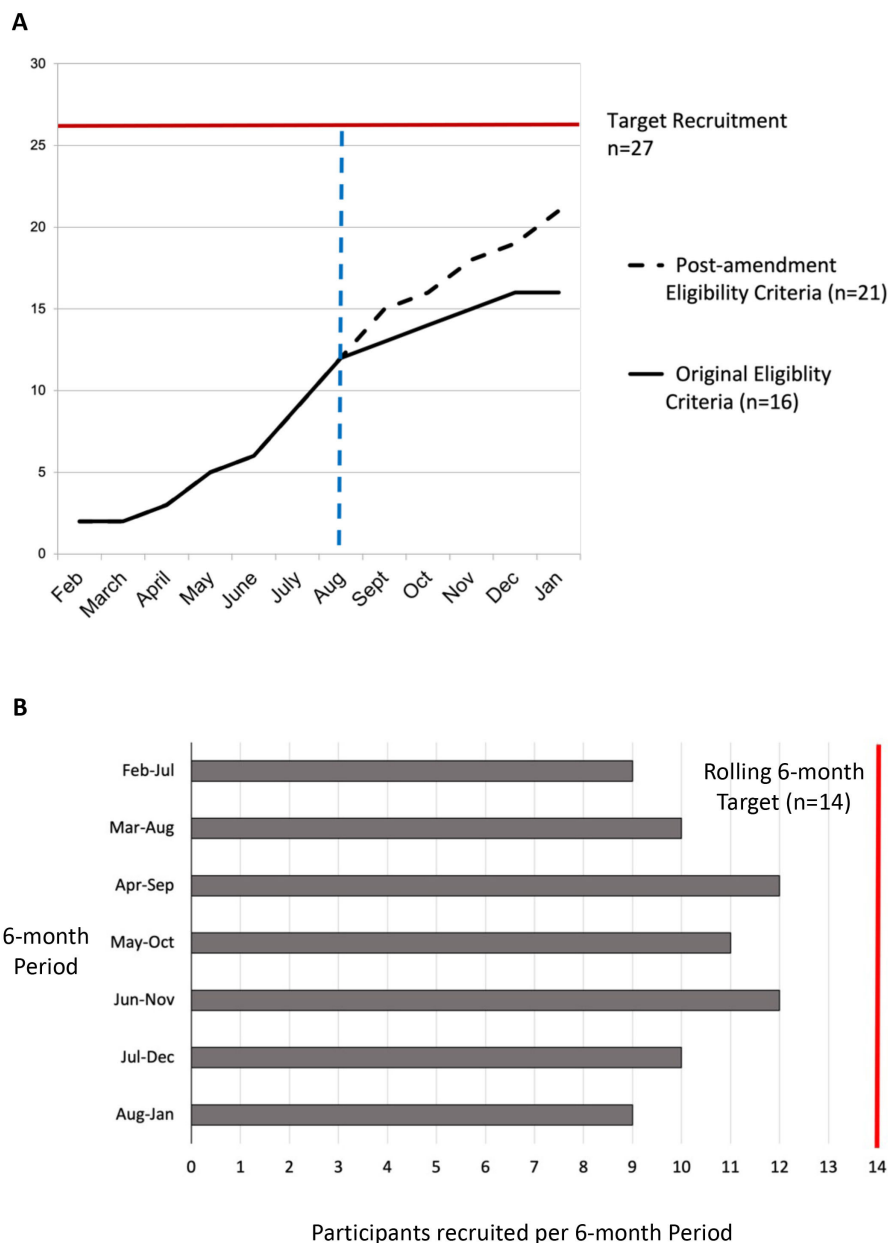 A
30
25
20
15
10
5
0
Feb
March
April
May
June
July
Aug
Sept
Oct
Nov
Dec
Jan
Target Recruitment
n=27
Post-amendment
Eligibility Criteria (n=21)
Original Eligiblity
Criteria (n=16)
B
Feb-Jul
Mar-Aug
Apr-Sep
May-Oct
Jun-Nov
Jul-Dec
Aug-Jan
6-month
Period
Rolling 6-month
Target (n=14)
0 1 2 3 4 5 6 7 8 9 10 11 12 13 14
Participants recruited per 6-month Period